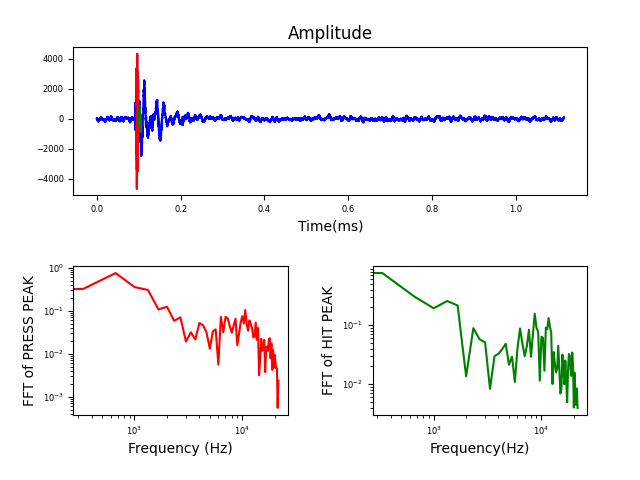 Amplitude
4000
2000
0
−2000
−4000
0.0 0.2 0.4 0.6 0.8 1.0
Time(ms)
FFT of PRESS PEAK
10⁰
10⁻¹
10⁻²
10⁻³
10³ 10⁴
Frequency (Hz)
FFT of HIT PEAK
10⁻¹
10⁻²
10³ 10⁴
Frequency(Hz)